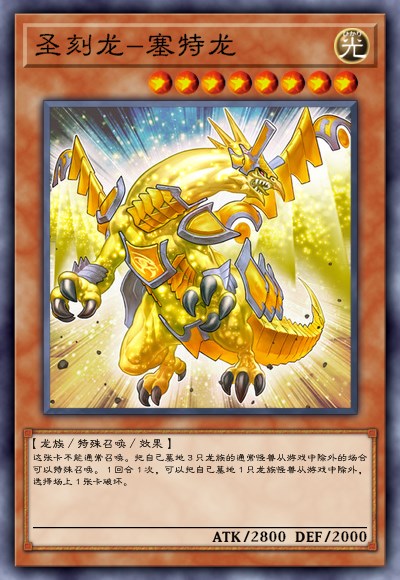 圣刻龙-塞特龙
ひかり
光
【龙族／特殊召唤／效果】
这张卡不能通常召唤。把自己墓地3只龙族的通常怪兽从游戏中除外的场合
可以特殊召唤。1回合1次，可以把自己墓地1只龙族怪兽从游戏中除外，
选择场上1张卡破坏。
ATK/2800 DEF/2000